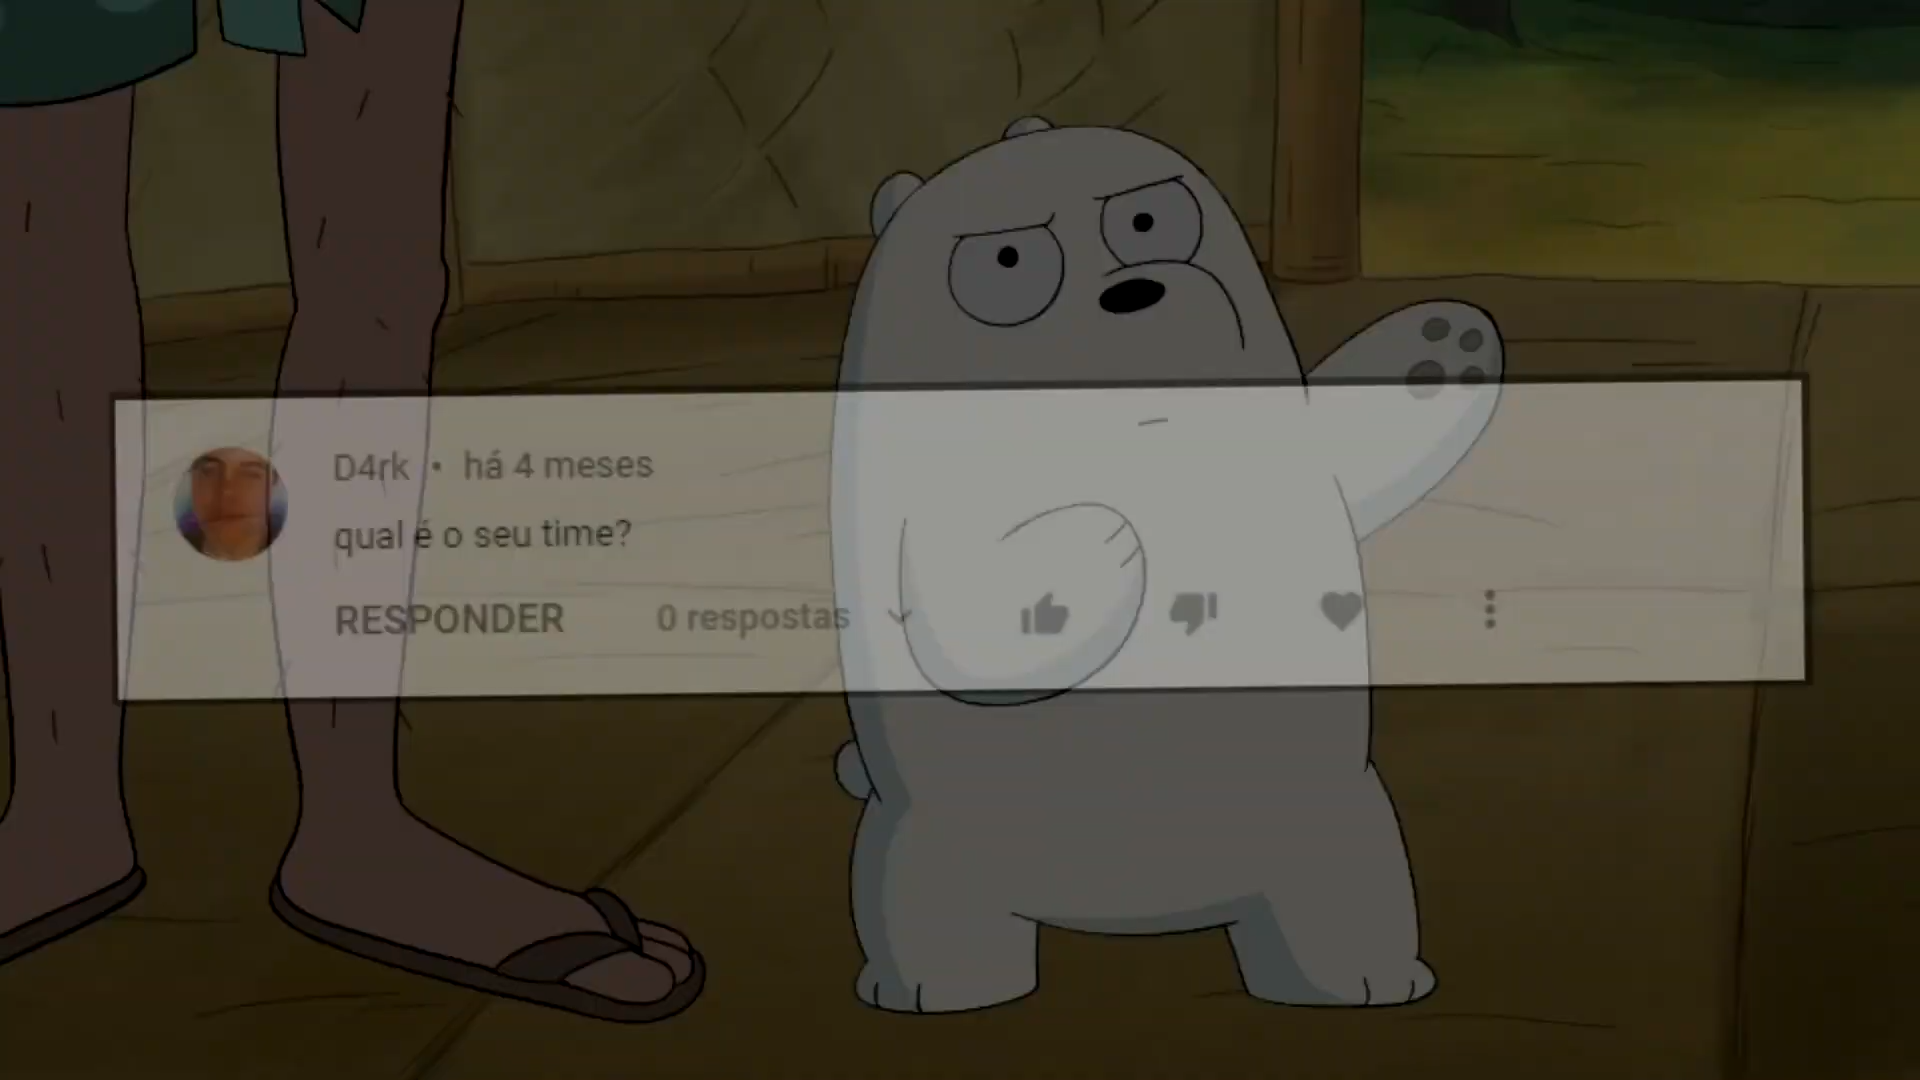 D4rk • há 4 meses
qual é o seu time?
RESPONDER 0 respostas